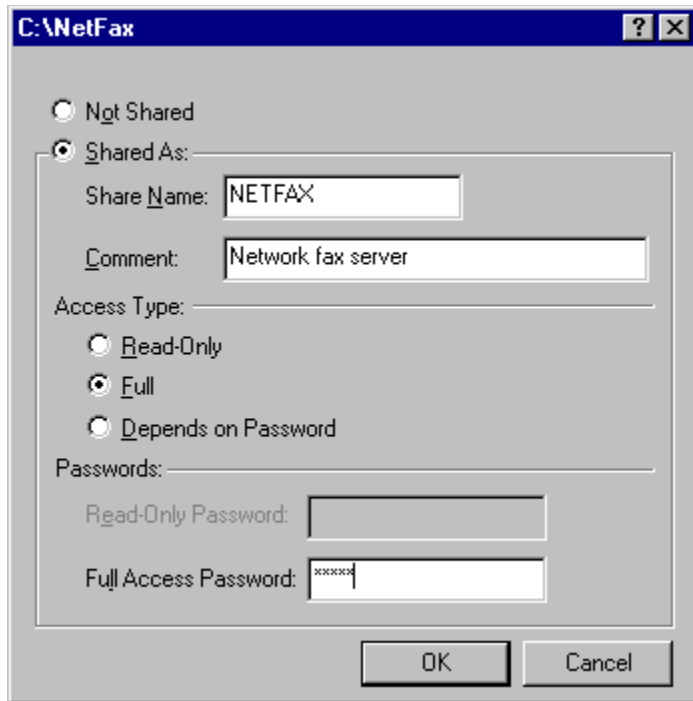 C:\NetFax
Not Shared
Shared As:
Share Name: NETFAX
Comment: Network fax server
Access Type:
Read-Only
Full
Depends on Password
Passwords:
Read-Only Password:
Full Access Password: *****
OK Cancel